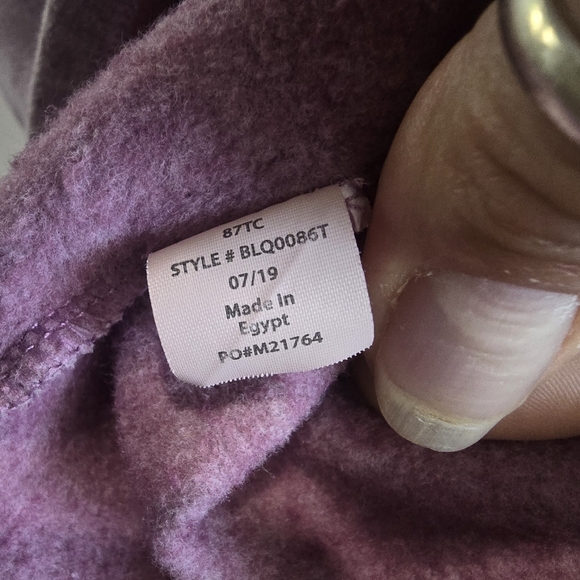 87TC
STYLE # BLQ0086T
07/19
Made In
Egypt
PO#M21764